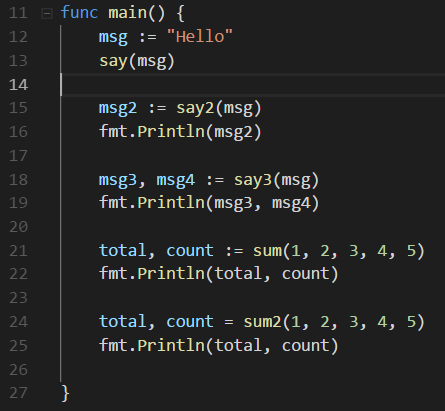 11 func main() {
12 msg := "Hello"
13 say(msg)
14
15 msg2 := say2(msg)
16 fmt.Println(msg2)
17
18 msg3, msg4 := say3(msg)
19 fmt.Println(msg3, msg4)
20
21 total, count := sum(1, 2, 3, 4, 5)
22 fmt.Println(total, count)
23
24 total, count = sum2(1, 2, 3, 4, 5)
25 fmt.Println(total, count)
26
27 }